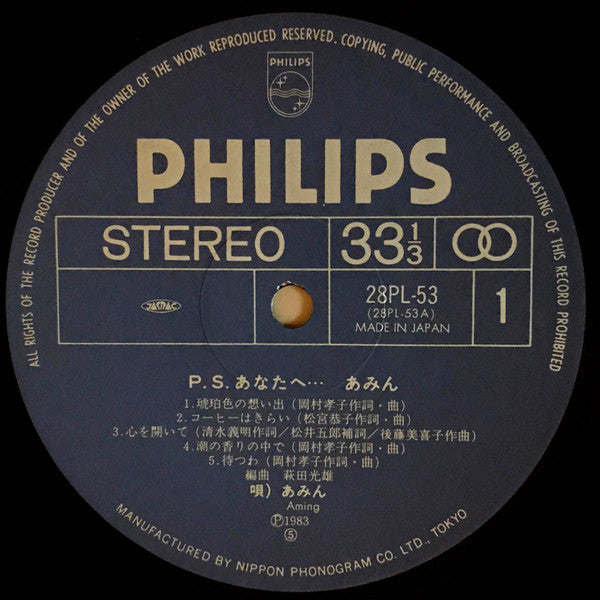 ALL RIGHTS OF THE RECORD PRODUCER AND OF THE OWNER OF THE WORK REPRODUCED RESERVED. COPYING, PUBLIC PERFORMANCE AND BROADCASTING OF THIS RECORD PROHIBITED
PHILIPS
PHILIPS
STEREO
33 1/3
JASRAC
28PL-53
(28PL-53A)
MADE IN JAPAN
1
P.S.あなたへ… あみん
1.琥珀色の想い出(岡村孝子作詞・曲)
2.コーヒーはきらい(松宮恭子作詞・曲)
3.心を開いて(清水義明作詞/松井五郎補詞/後藤美喜子作曲)
4.潮の香りの中で(岡村孝子作詞・曲)
5.待つわ(岡村孝子作詞・曲)
編曲 萩田光雄
唄)あみん
Aming
Ⓟ1983
⑤
MANUFACTURED BY NIPPON PHONOGRAM CO. LTD., TOKYO